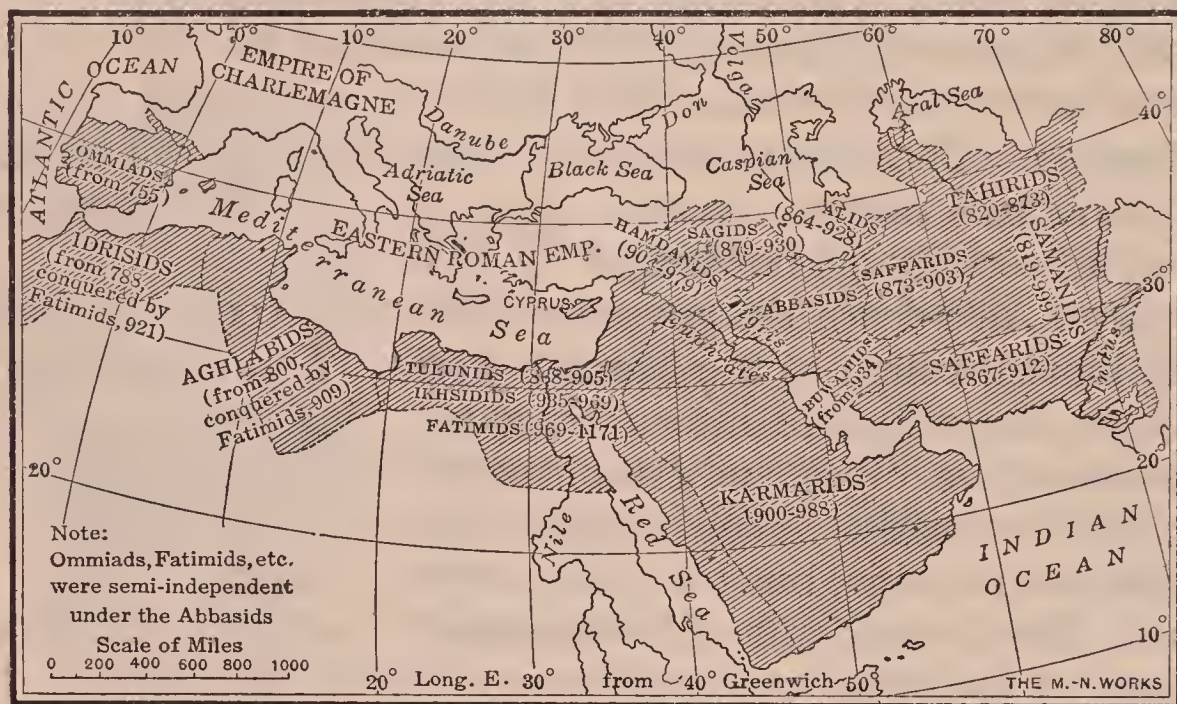 10°
0°
10°
20°
30°
40°
50°
60°
70°
80°
ATLANTIC OCEAN
EMPIRE OF
CHARLEMAGNE
Danube
Don
Volga
Aral Sea
40°
Adriatic
Sea
Black Sea
Caspian
Sea
OMMIADS
(from 755)
Mediterranean Sea
EASTERN ROMAN EMP.
CYPRUS
HAMDANIDS
SAGIDS
(879-930)
ALIDS
(864-928)
TAHIRIDS
(820-873)
SAMANIDS
(819-999)
SAFFARIDS
(873-903)
ABBASIDS
Tigris
Euphrates
30°
IDRISIDS
(from 788,
conquered by
Fatimids, 921)
AGHLABIDS
(from 800,
conquered by
Fatimids, 909)
TULUNIDS (868-905)
IKHSIDIDS (935-969)
FATIMIDS (969-1171)
BUYAHIDS
(from 934)
SAFFARIDS
(867-912)
Indus
20°
20°
KARMARIDS
(900-988)
Nile
Red Sea
INDIAN
OCEAN
10°
Note:
Ommiads, Fatimids, etc.
were semi-independent
under the Abbasids
Scale of Miles
0 200 400 600 800 1000
20° Long. E. 30° from 40° Greenwich 50°
THE M.-N. WORKS